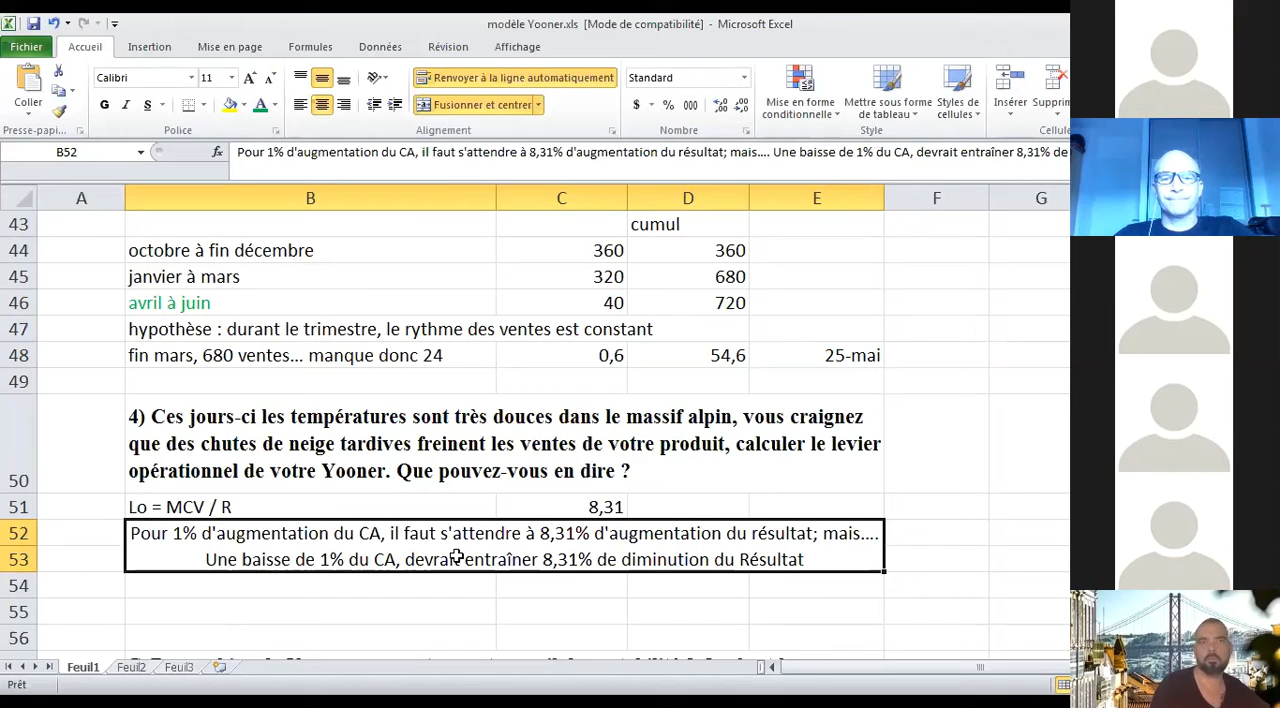 modèle Yooner.xls [Mode de compatibilité] - Microsoft Excel
Fichier Accueil Insertion Mise en page Formules Données Révision Affichage
Calibri 11 Renvoyer à la ligne automatiquement Standard
Coller G I S Fusionner et centrer $ % 000 Mise en forme conditionnelle Mettre sous forme de tableau Styles de cellules Insérer Supprim
Presse-papi... Police Alignement Nombre Style Cellule
B52 fx Pour 1% d'augmentation du CA, il faut s'attendre à 8,31% d'augmentation du résultat; mais.... Une baisse de 1% du CA, devrait entraîner 8,31% de
A B C D E F G
43 cumul
44 octobre à fin décembre 360 360
45 janvier à mars 320 680
46 avril à juin 40 720
47 hypothèse : durant le trimestre, le rythme des ventes est constant
48 fin mars, 680 ventes... manque donc 24 0,6 54,6 25-mai
49
4) Ces jours-ci les températures sont très douces dans le massif alpin, vous craignez
que des chutes de neige tardives freinent les ventes de votre produit, calculer le levier
50 opérationnel de votre Yooner. Que pouvez-vous en dire ?
51 Lo = MCV / R 8,31
52 Pour 1% d'augmentation du CA, il faut s'attendre à 8,31% d'augmentation du résultat; mais....
53 Une baisse de 1% du CA, devrait entraîner 8,31% de diminution du Résultat
54
55
56
Feuil1 Feuil2 Feuil3
Prêt